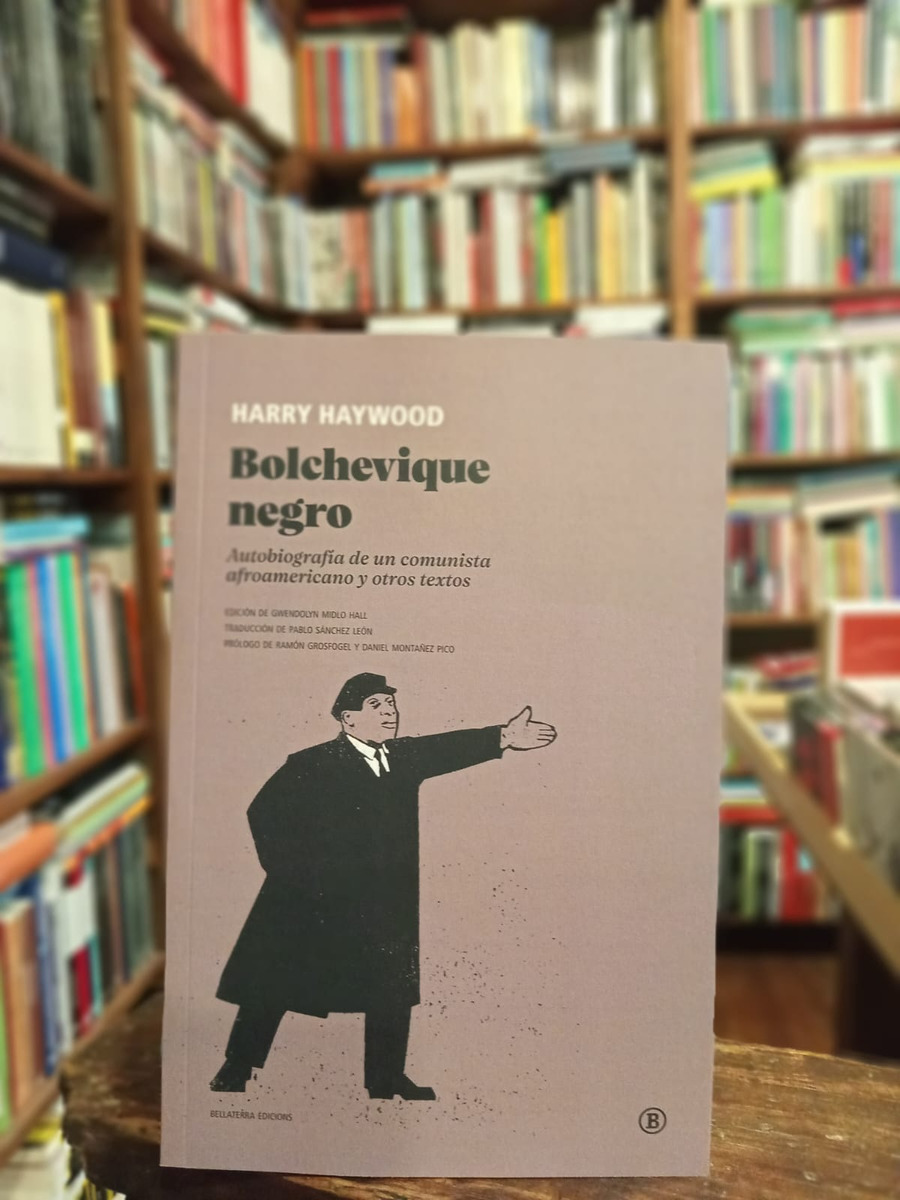 HARRY HAYWOOD
Bolchevique
negro
Autobiografía de un comunista
afroamericano y otros textos
EDICIÓN DE GWENDOLYN MIDLO HALL
TRADUCCIÓN DE PABLO SÁNCHEZ LEÓN
PRÓLOGO DE RAMÓN GROSFOGEL Y DANIEL MONTAÑEZ PICO
BELLATERRA EDICIONS
B